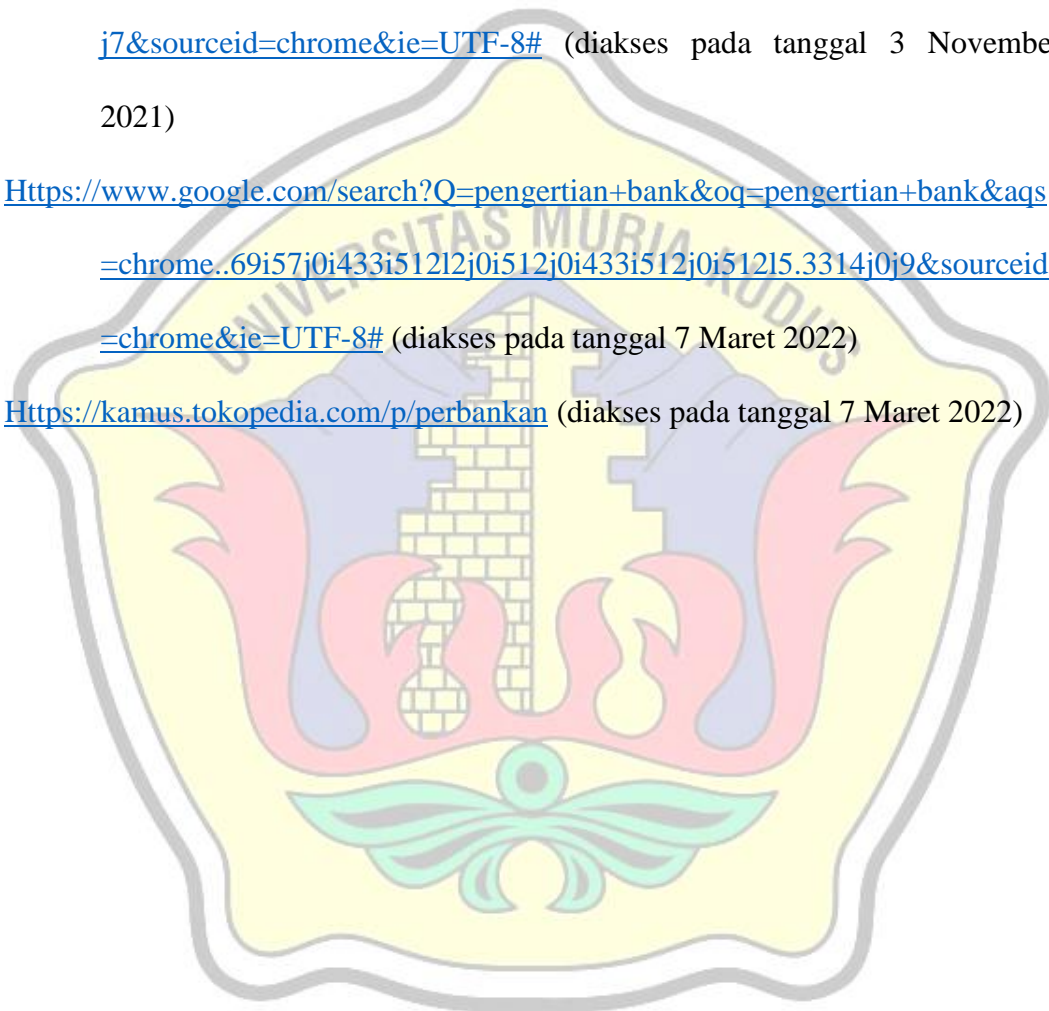 j7&sourceid=chrome&ie=UTF-8# (diakses pada tanggal 3 Novembe
2021)
Https://www.google.com/search?Q=pengertian+bank&oq=pengertian+bank&aqs
UNIVERSITAS MURIA KUDUS
=chrome..69i57j0i433i512l2j0i512j0i433i512j0i512l5.3314j0j9&sourceid
=chrome&ie=UTF-8# (diakses pada tanggal 7 Maret 2022)
Https://kamus.tokopedia.com/p/perbankan (diakses pada tanggal 7 Maret 2022)